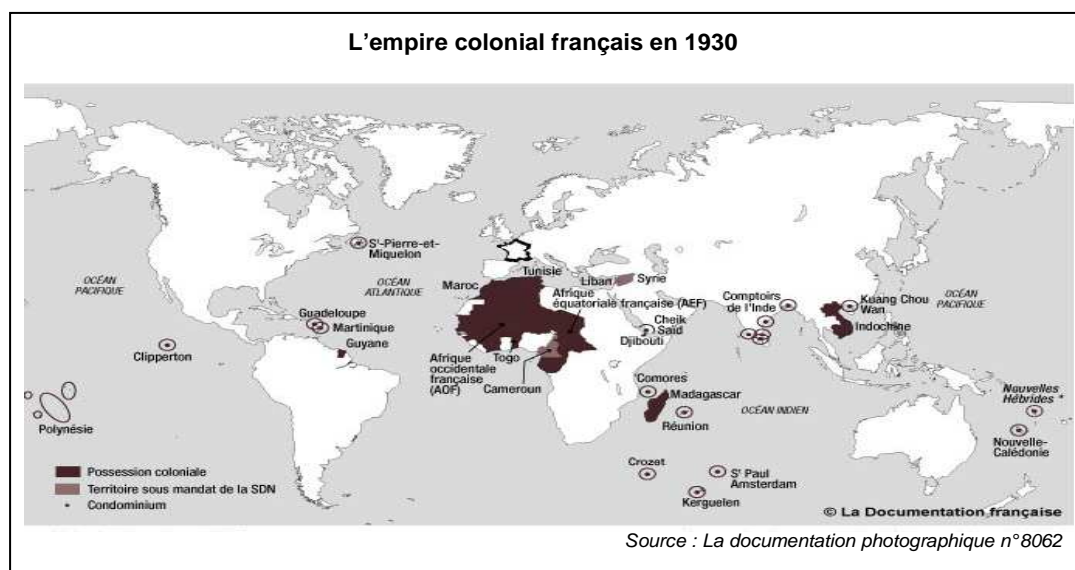 L'empire colonial français en 1930
S^t-Pierre-et-
Miquelon
OCÉAN
PACIFIQUE
OCÉAN
ATLANTIQUE
Maroc
Tunisie
Liban
Syrie
Afrique
équatoriale française (AEF)
Comptoirs
de l'Inde
Kuang Chou
Wan
OCÉAN
PACIFIQUE
Guadeloupe
Martinique
Guyane
Cheik
Saïd
Djibouti
Indochine
Clipperton
Afrique
occidentale
française
(AOF)
Togo
Cameroun
Comores
Madagascar
Réunion
OCÉAN INDIEN
Nouvelles
Hébrides *
Polynésie
Nouvelle-
Calédonie
Crozet
S^t Paul
Amsterdam
Kerguelen
Possession coloniale
Territoire sous mandat de la SDN
* Condominium
© La Documentation française
Source : La documentation photographique n°8062